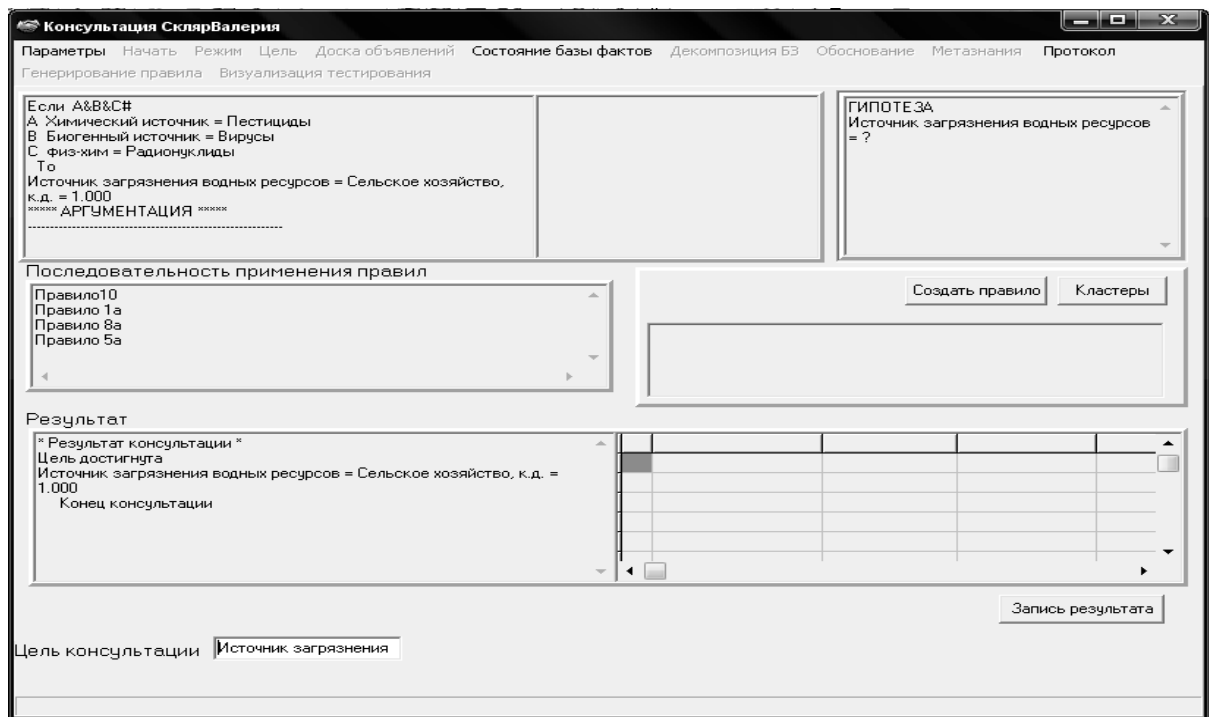 Консультация СклярВалерия
Параметры Начать Режим Цель Доска объявлений Состояние базы фактов Декомпозиция БЗ Обоснование Метазнания Протокол
Генерирование правила Визуализация тестирования
Если A&B&C#
A Химический источник = Пестициды
B Биогенный источник = Вирусы
C физ-хим = Радионуклиды
То
Источник загрязнения водных ресурсов = Сельское хозяйство,
к.д. = 1.000
***** АРГУМЕНТАЦИЯ *****
----------------------------------------------------------
ГИПОТЕЗА
Источник загрязнения водных ресурсов
= ?
Последовательность применения правил
Правило10
Правило 1а
Правило 8а
Правило 5а
Создать правило Кластеры
Результат
* Результат консультации *
Цель достигнута
Источник загрязнения водных ресурсов = Сельское хозяйство, к.д. =
1.000
Конец консультации
Запись результата
Цель консультации Источник загрязнения